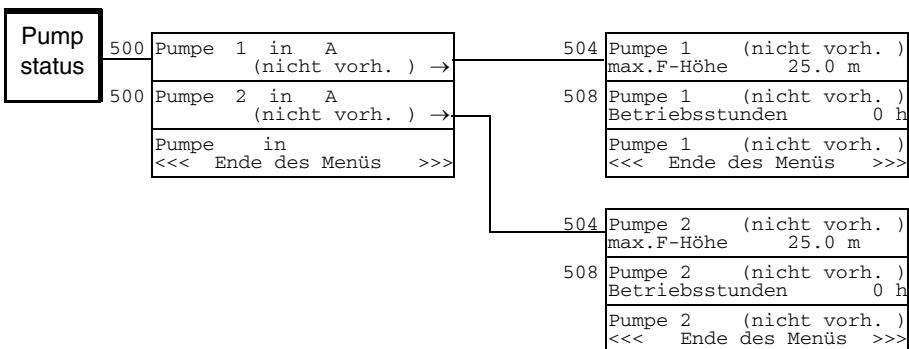 Pump
status
500 Pumpe 1 in A
(nicht vorh. ) →
500 Pumpe 2 in A
(nicht vorh. ) →
Pumpe in
<<< Ende des Menüs >>>
504 Pumpe 1 (nicht vorh. )
max.F-Höhe 25.0 m
508 Pumpe 1 (nicht vorh. )
Betriebsstunden 0 h
Pumpe 1 (nicht vorh. )
<<< Ende des Menüs >>>
504 Pumpe 2 (nicht vorh. )
max.F-Höhe 25.0 m
508 Pumpe 2 (nicht vorh. )
Betriebsstunden 0 h
Pumpe 2 (nicht vorh. )
<<< Ende des Menüs >>>